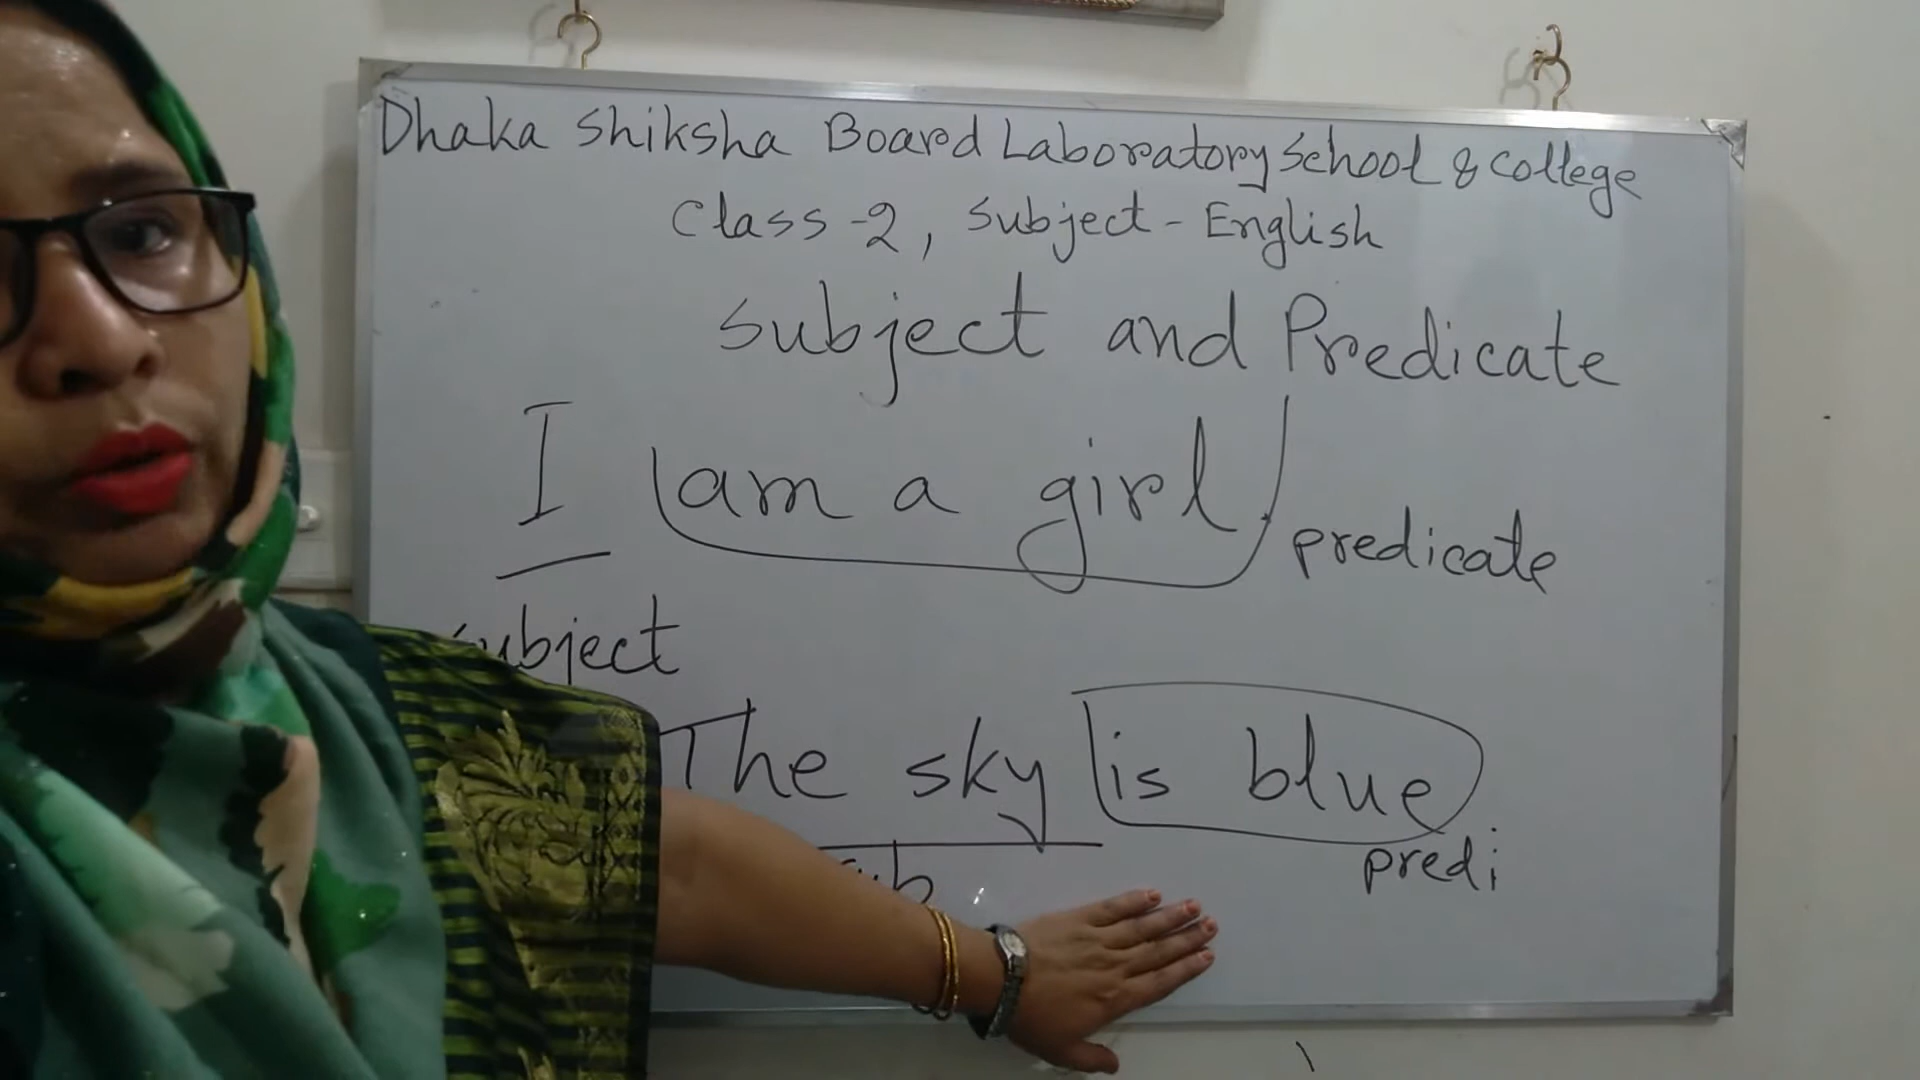 Dhaka Shiksha Board Laboratory School & College
Class -2, Subject - English
Subject and Predicate
I am a girl.
predicate
subject
The sky is blue
predi